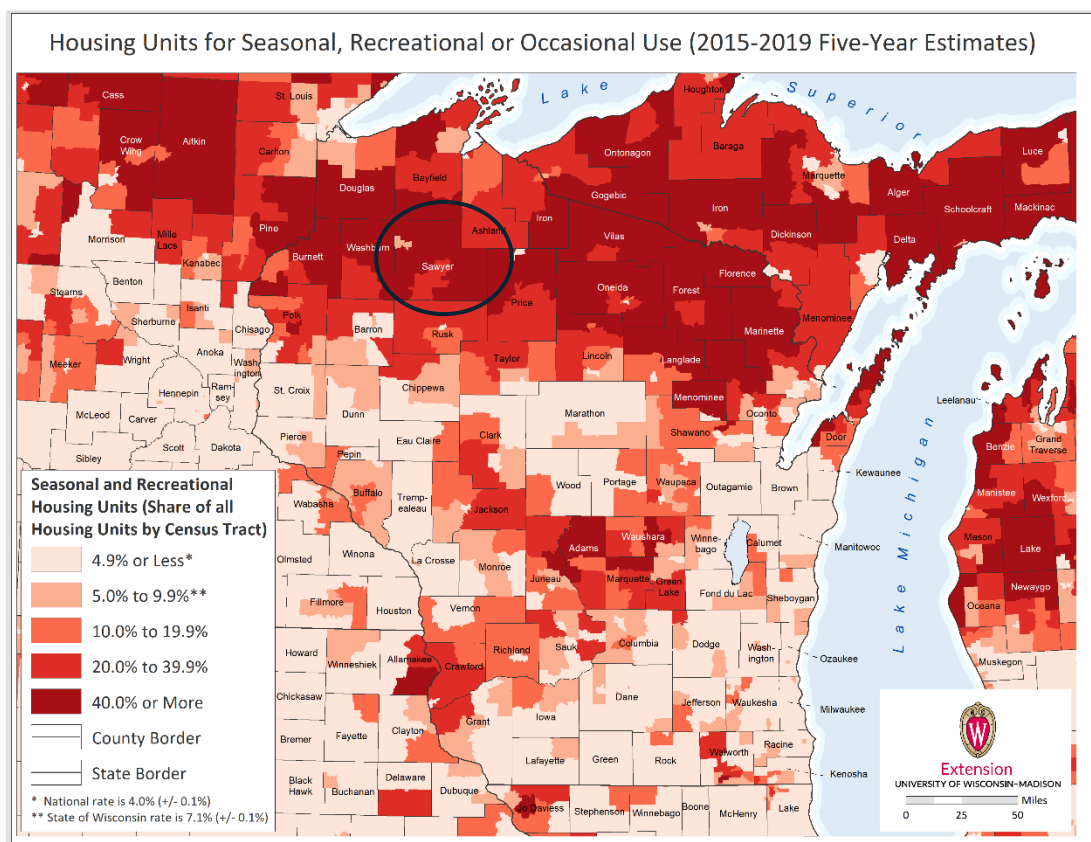 Housing Units for Seasonal, Recreational or Occasional Use (2015-2019 Five-Year Estimates)
Lake Superior
Cass
St. Louis
Houghton
Crow
Wing
Aitkin
Carlton
Ontonagon
Baraga
Luce
Marquette
Douglas
Bayfield
Gogebic
Alger
Schoolcraft
Mackinac
Iron
Iron
Morrison
Mille
Lacs
Pine
Washburn
Ashland
Vilas
Dickinson
Delta
Kanabec
Burnett
Sawyer
Florence
Benton
Oneida
Forest
Stearns
Isanti
Price
Menominee
Sherburne
Chisago
Polk
Barron
Rusk
Marinette
Anoka
Wright
Wash-
ington
Taylor
Lincoln
Langlade
Meeker
Hennepin
Ram-
sey
St. Croix
Chippewa
Menominee
Leelanau
McLeod
Carver
Dunn
Marathon
Oconto
Scott
Dakota
Pierce
Eau Claire
Clark
Shawano
Door
Benzie
Grand
Traverse
Sibley
Pepin
Kewaunee
Lake Michigan
Buffalo
Tremp-
ealeau
Wood
Portage
Waupaca
Outagamie
Brown
Manistee
Wexford
Wabasha
Jackson
Waushara
Winne-
bago
Calumet
Manitowoc
Mason
Lake
Olmsted
Winona
La Crosse
Monroe
Adams
Juneau
Marquette
Green
Lake
Fond du Lac
Sheboygan
Newaygo
Oceana
Fillmore
Houston
Vernon
Muskegon
Howard
Winneshiek
Allamakee
Crawford
Richland
Sauk
Columbia
Dodge
Wash-
ington
Ozaukee
Chickasaw
Dane
Jefferson
Waukesha
Milwaukee
Bremer
Fayette
Clayton
Grant
Iowa
Racine
Walworth
Lafayette
Green
Rock
Kenosha
Black
Hawk
Buchanan
Delaware
Dubuque
Jo Daviess
Stephenson
Winnebago
Boone
McHenry
Lake
Seasonal and Recreational
Housing Units (Share of all
Housing Units by Census Tract)
4.9% or Less*
5.0% to 9.9%**
10.0% to 19.9%
20.0% to 39.9%
40.0% or More
County Border
State Border
* National rate is 4.0% (+/- 0.1%)
** State of Wisconsin rate is 7.1% (+/- 0.1%)
W
Extension
UNIVERSITY OF WISCONSIN–MADISON
Miles
0 25 50